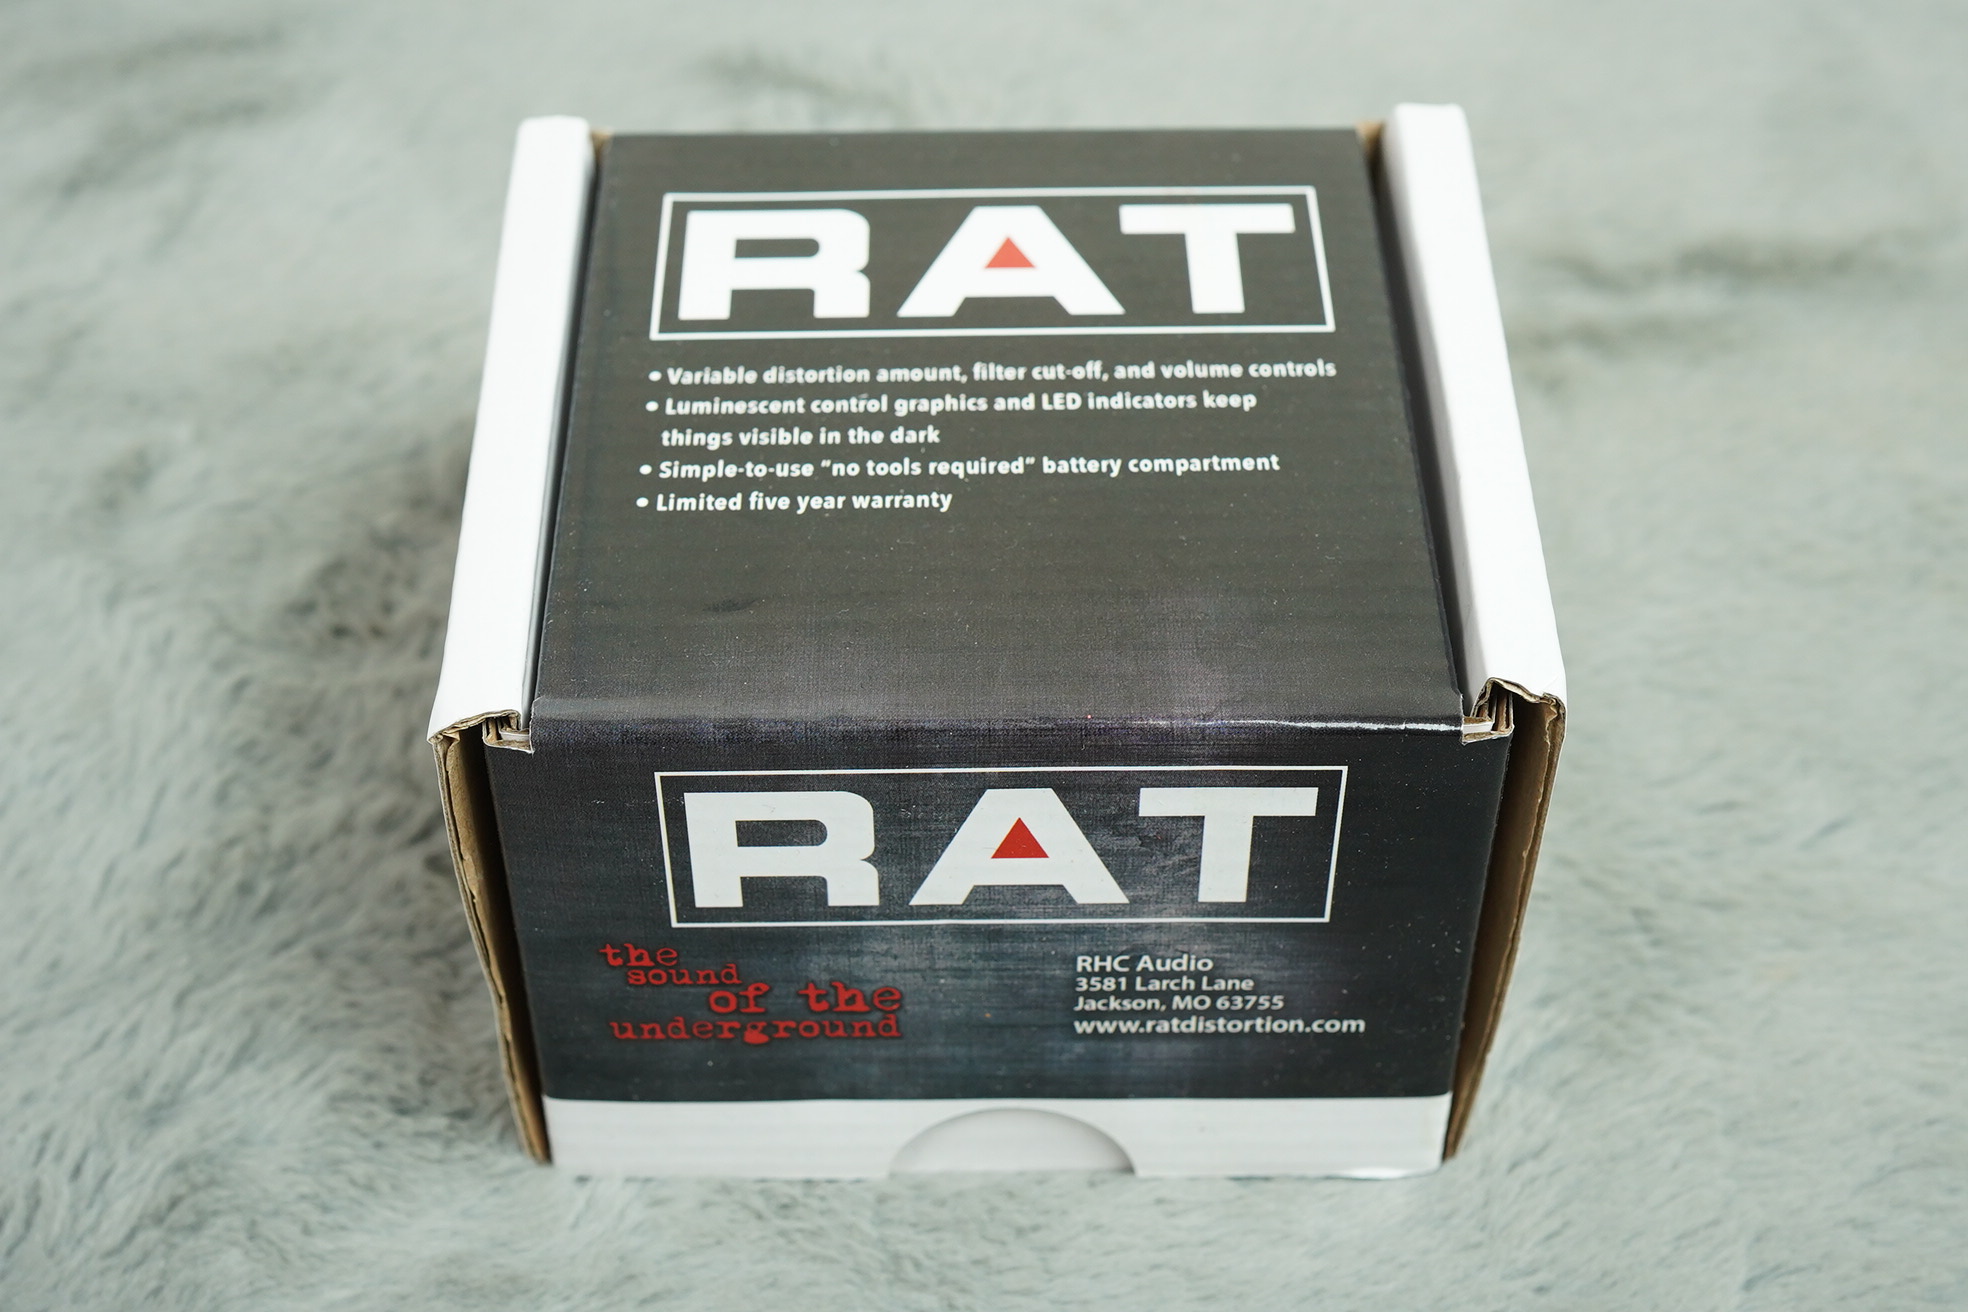 RAT
• Variable distortion amount, filter cut-off, and volume controls
• Luminescent control graphics and LED indicators keep
things visible in the dark
• Simple-to-use “no tools required” battery compartment
• Limited five year warranty
RAT
the
sound
of the
underground
RHC Audio
3581 Larch Lane
Jackson, MO 63755
www.ratdistortion.com